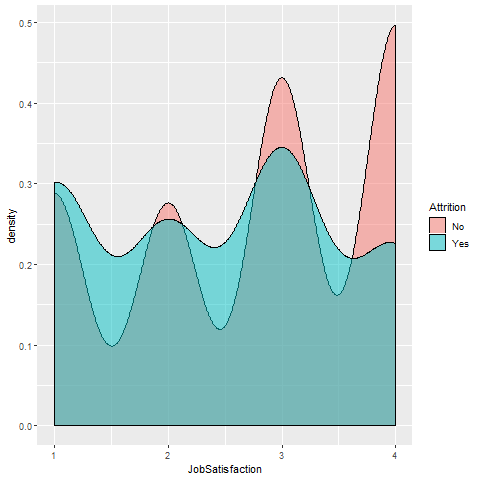 0.5
0.4
0.3
0.2
0.1
0.0
density
1 2 3 4
JobSatisfaction
Attrition
No
Yes